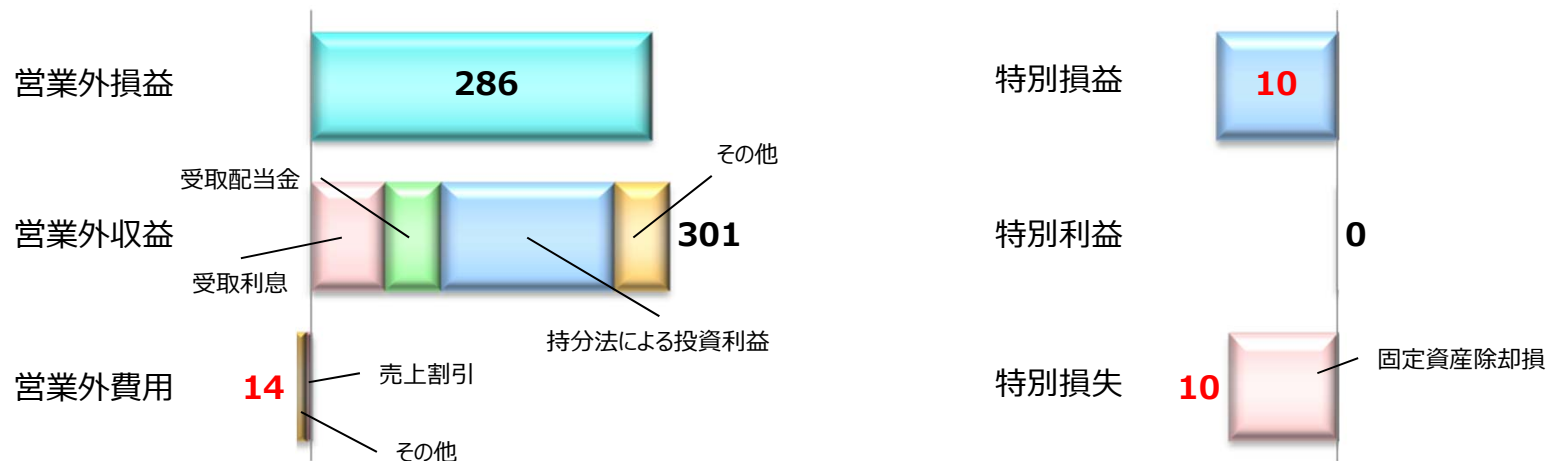 営業外損益
286
特別損益
10
受取配当金
その他
営業外収益
301
特別利益
0
受取利息
持分法による投資利益
営業外費用
14
売上割引
その他
特別損失
10
固定資産除却損